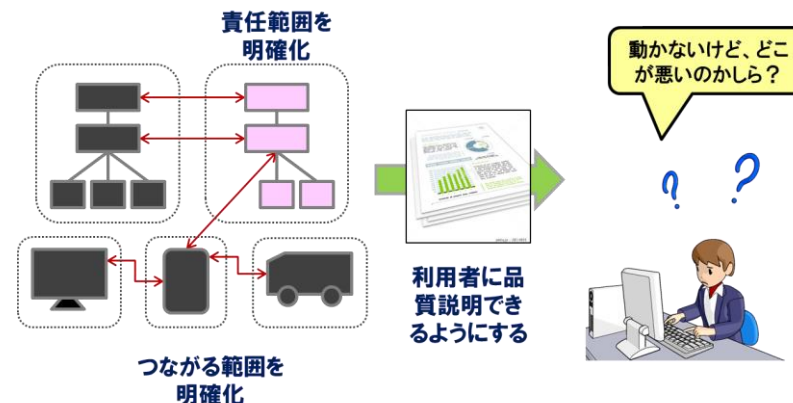 責任範囲を
明確化
動かないけど、どこ
が悪いのかしら？
?
?
利用者に品
質説明でき
るようにする
つながる範囲を
明確化